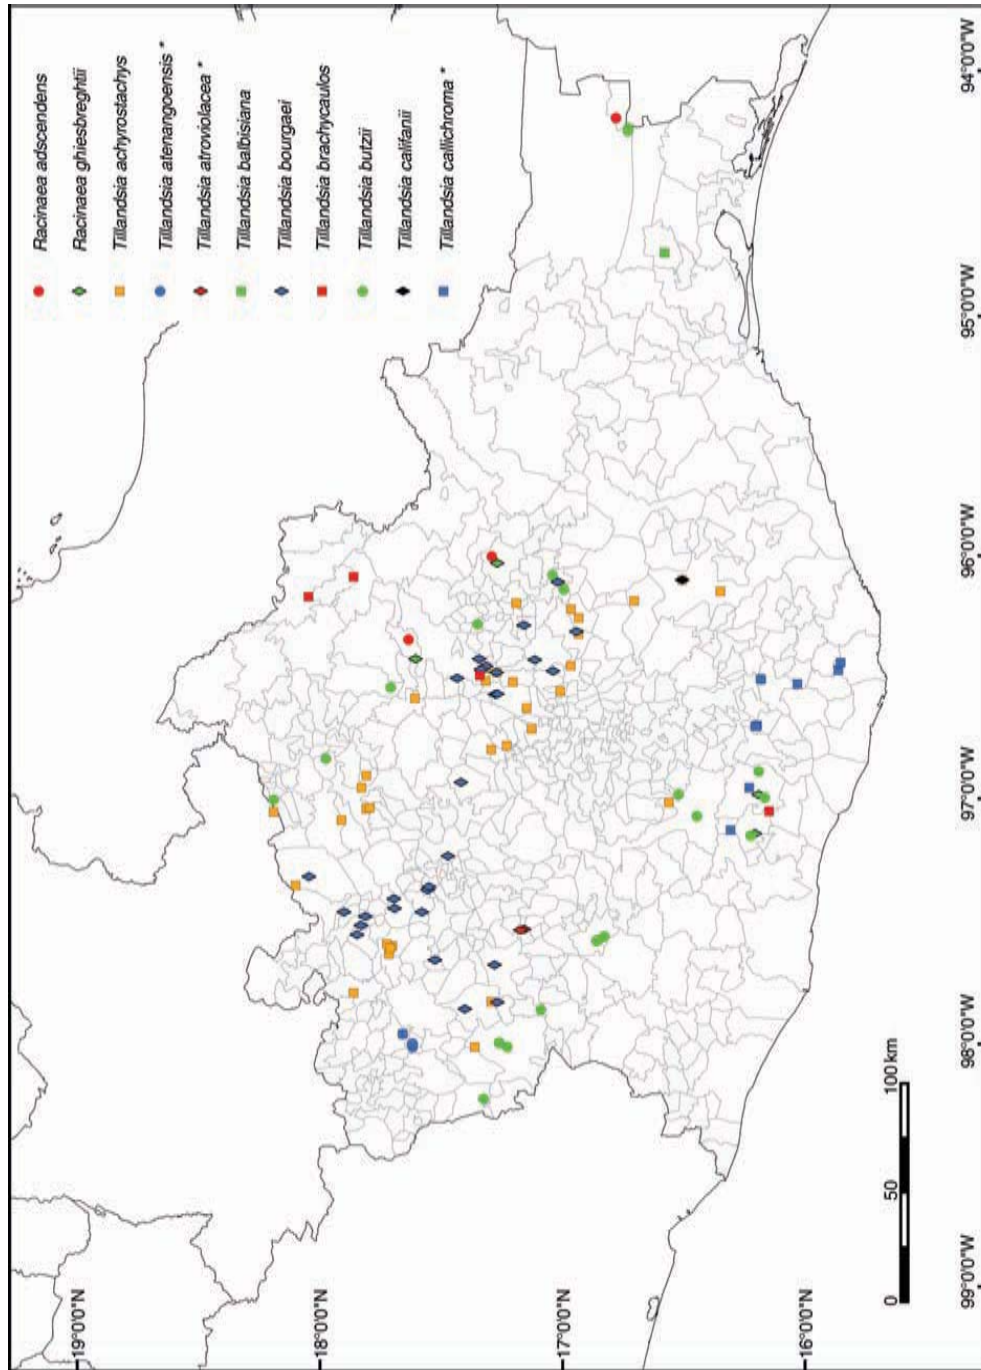 Racinaea adscendens
Racinaea ghiesbreghtii
Tillandsia achyrostachys
Tillandsia atenangoensis *
Tillandsia atroviolacea *
Tillandsia balbisiana
Tillandsia bourgaei
Tillandsia brachycaulos
Tillandsia butzii
Tillandsia califanii
Tillandsia callichroma *
19°0'0"N
18°0'0"N
17°0'0"N
16°0'0"N
0 50 100 km
99°0'0"W 98°0'0"W 97°0'0"W 96°0'0"W 95°0'0"W 94°0'0"W